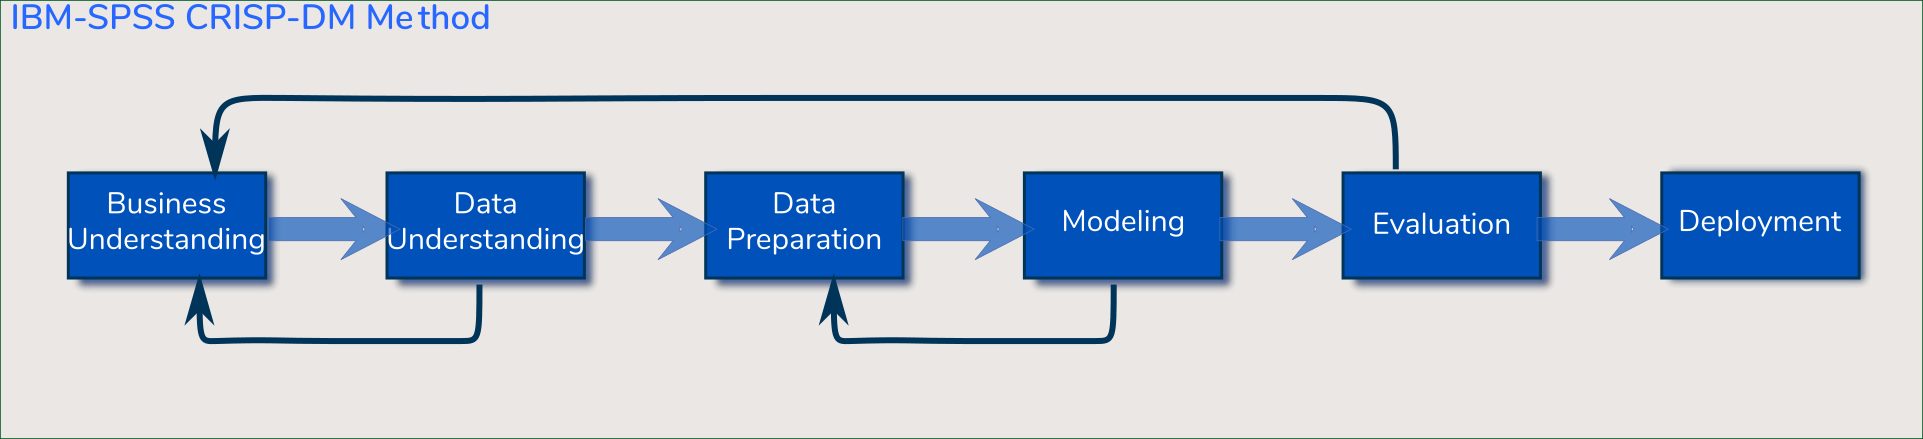 IBM-SPSS CRISP-DM Method
Business
Understanding
Data
Understanding
Data
Preparation
Modeling
Evaluation
Deployment